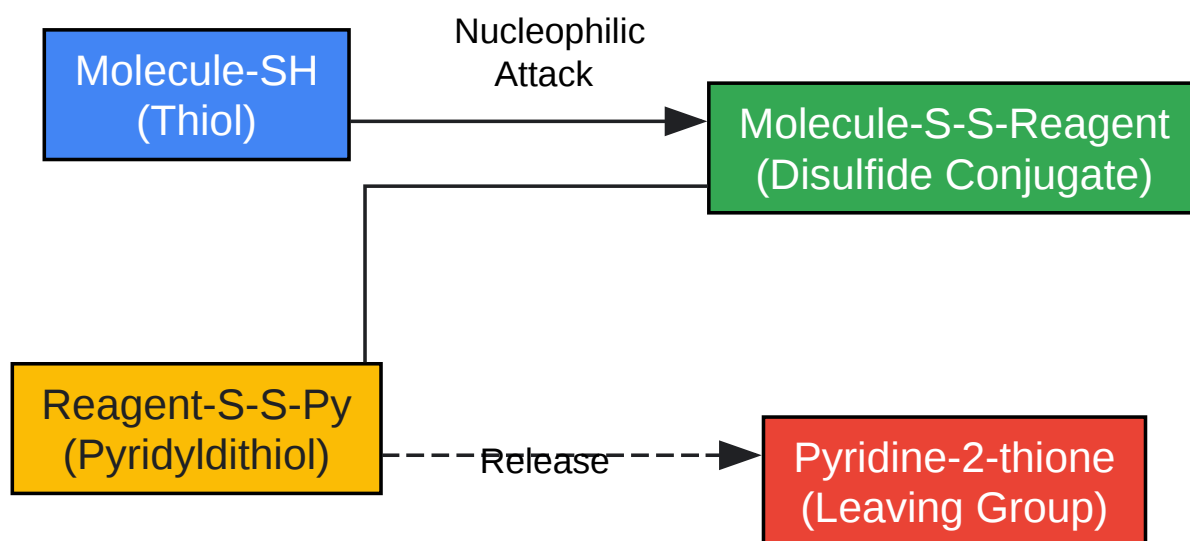 Molecule-SH
(Thiol)
Nucleophilic
Attack
Molecule-S-S-Reagent
(Disulfide Conjugate)
Reagent-S-S-Py
(Pyridyldithiol)
Release
Pyridine-2-thione
(Leaving Group)